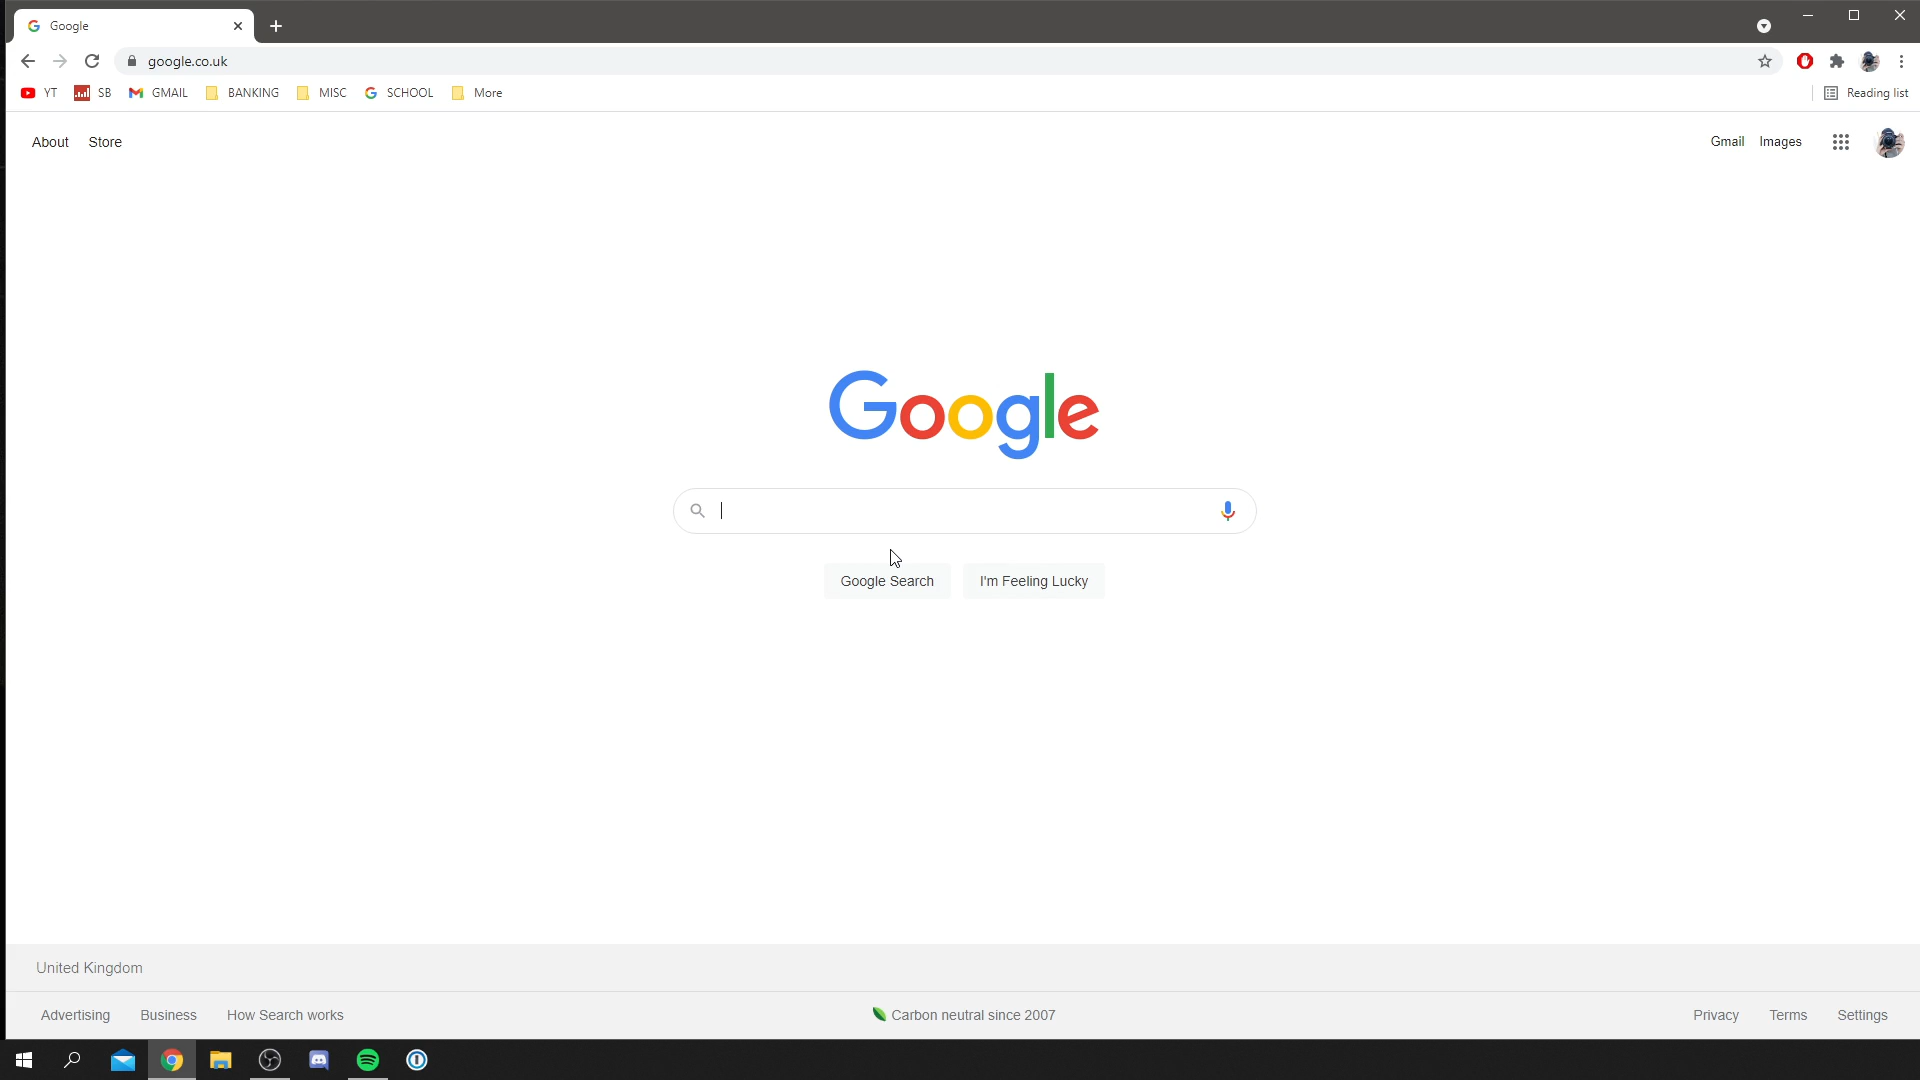 Google
google.co.uk
YT SB GMAIL BANKING MISC SCHOOL More Reading list
About Store Gmail Images
Google
Google Search I'm Feeling Lucky
United Kingdom
Advertising Business How Search works Carbon neutral since 2007 Privacy Terms Settings